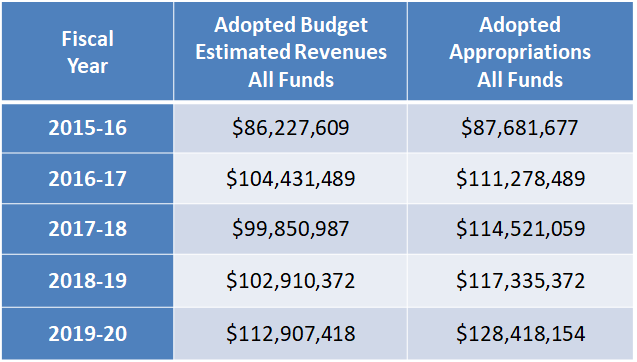 Fiscal
Year
Adopted Budget
Estimated Revenues
All Funds
Adopted
Appropriations
All Funds
2015-16 $86,227,609 $87,681,677
2016-17 $104,431,489 $111,278,489
2017-18 $99,850,987 $114,521,059
2018-19 $102,910,372 $117,335,372
2019-20 $112,907,418 $128,418,154